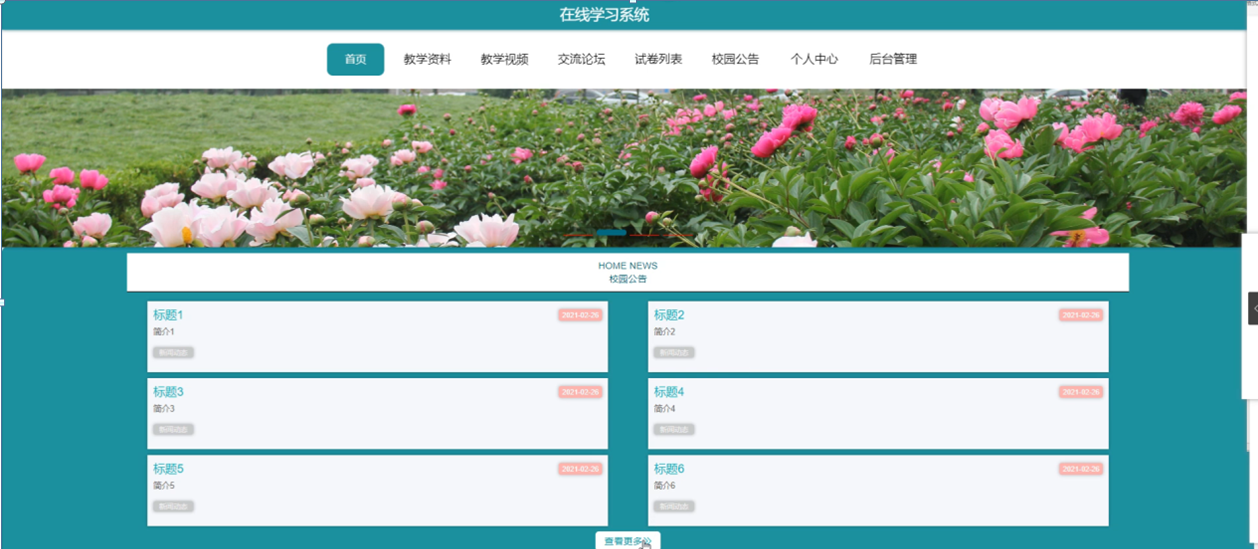 在线学习系统
首页 教学资料 教学视频 交流论坛 试卷列表 校园公告 个人中心 后台管理
HOME NEWS
校园公告
标题1 2021-02-26
简介1
新闻动态
标题2 2021-02-26
简介2
新闻动态
标题3 2021-02-26
简介3
新闻动态
标题4 2021-02-26
简介4
新闻动态
标题5 2021-02-26
简介5
新闻动态
标题6 2021-02-26
简介6
新闻动态
查看更多